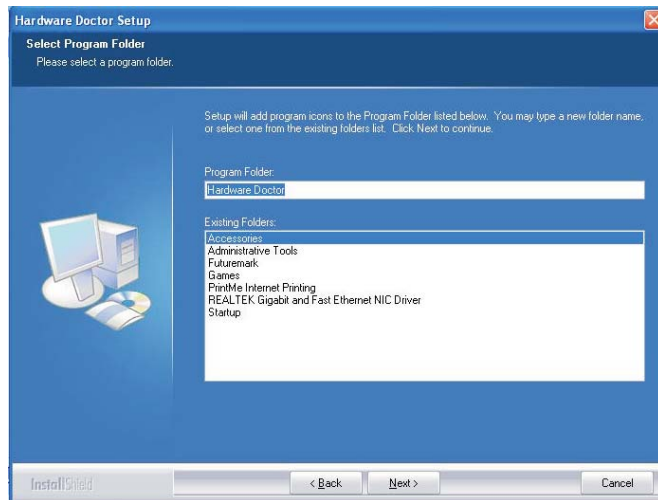 Hardware Doctor Setup
Select Program Folder
Please select a program folder.
Setup will add program icons to the Program Folder listed below. You may type a new folder name,
or select one from the existing folders list. Click Next to continue.
Program Folder:
Hardware Doctor
Existing Folders:
Accessories
Administrative Tools
Futuremark
Games
PrintMe Internet Printing
REALTEK Gigabit and Fast Ethernet NIC Driver
Startup
InstallShield
< Back
Next >
Cancel